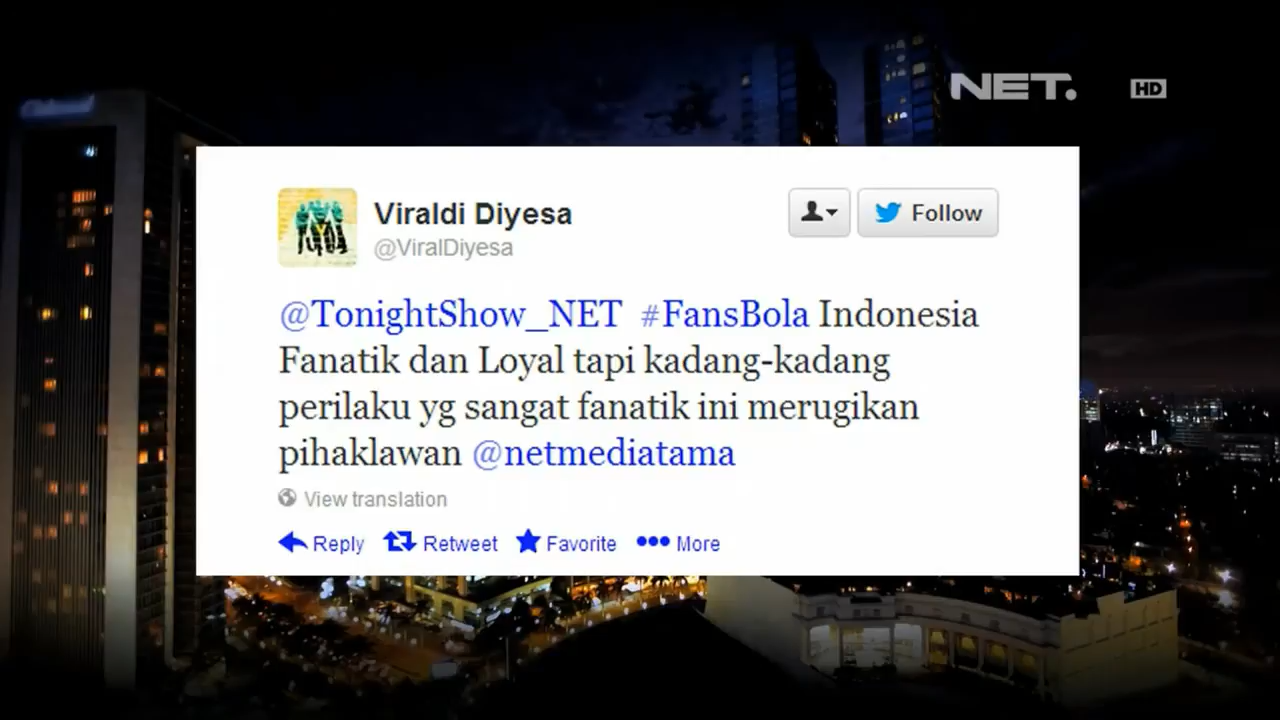 NET.
HD
Viraldi Diyesa
@ViralDiyesa
Follow
@TonightShow_NET #FansBola Indonesia
Fanatik dan Loyal tapi kadang-kadang
perilaku yg sangat fanatik ini merugikan
pihaklawan @netmediatama
View translation
Reply Retweet Favorite More